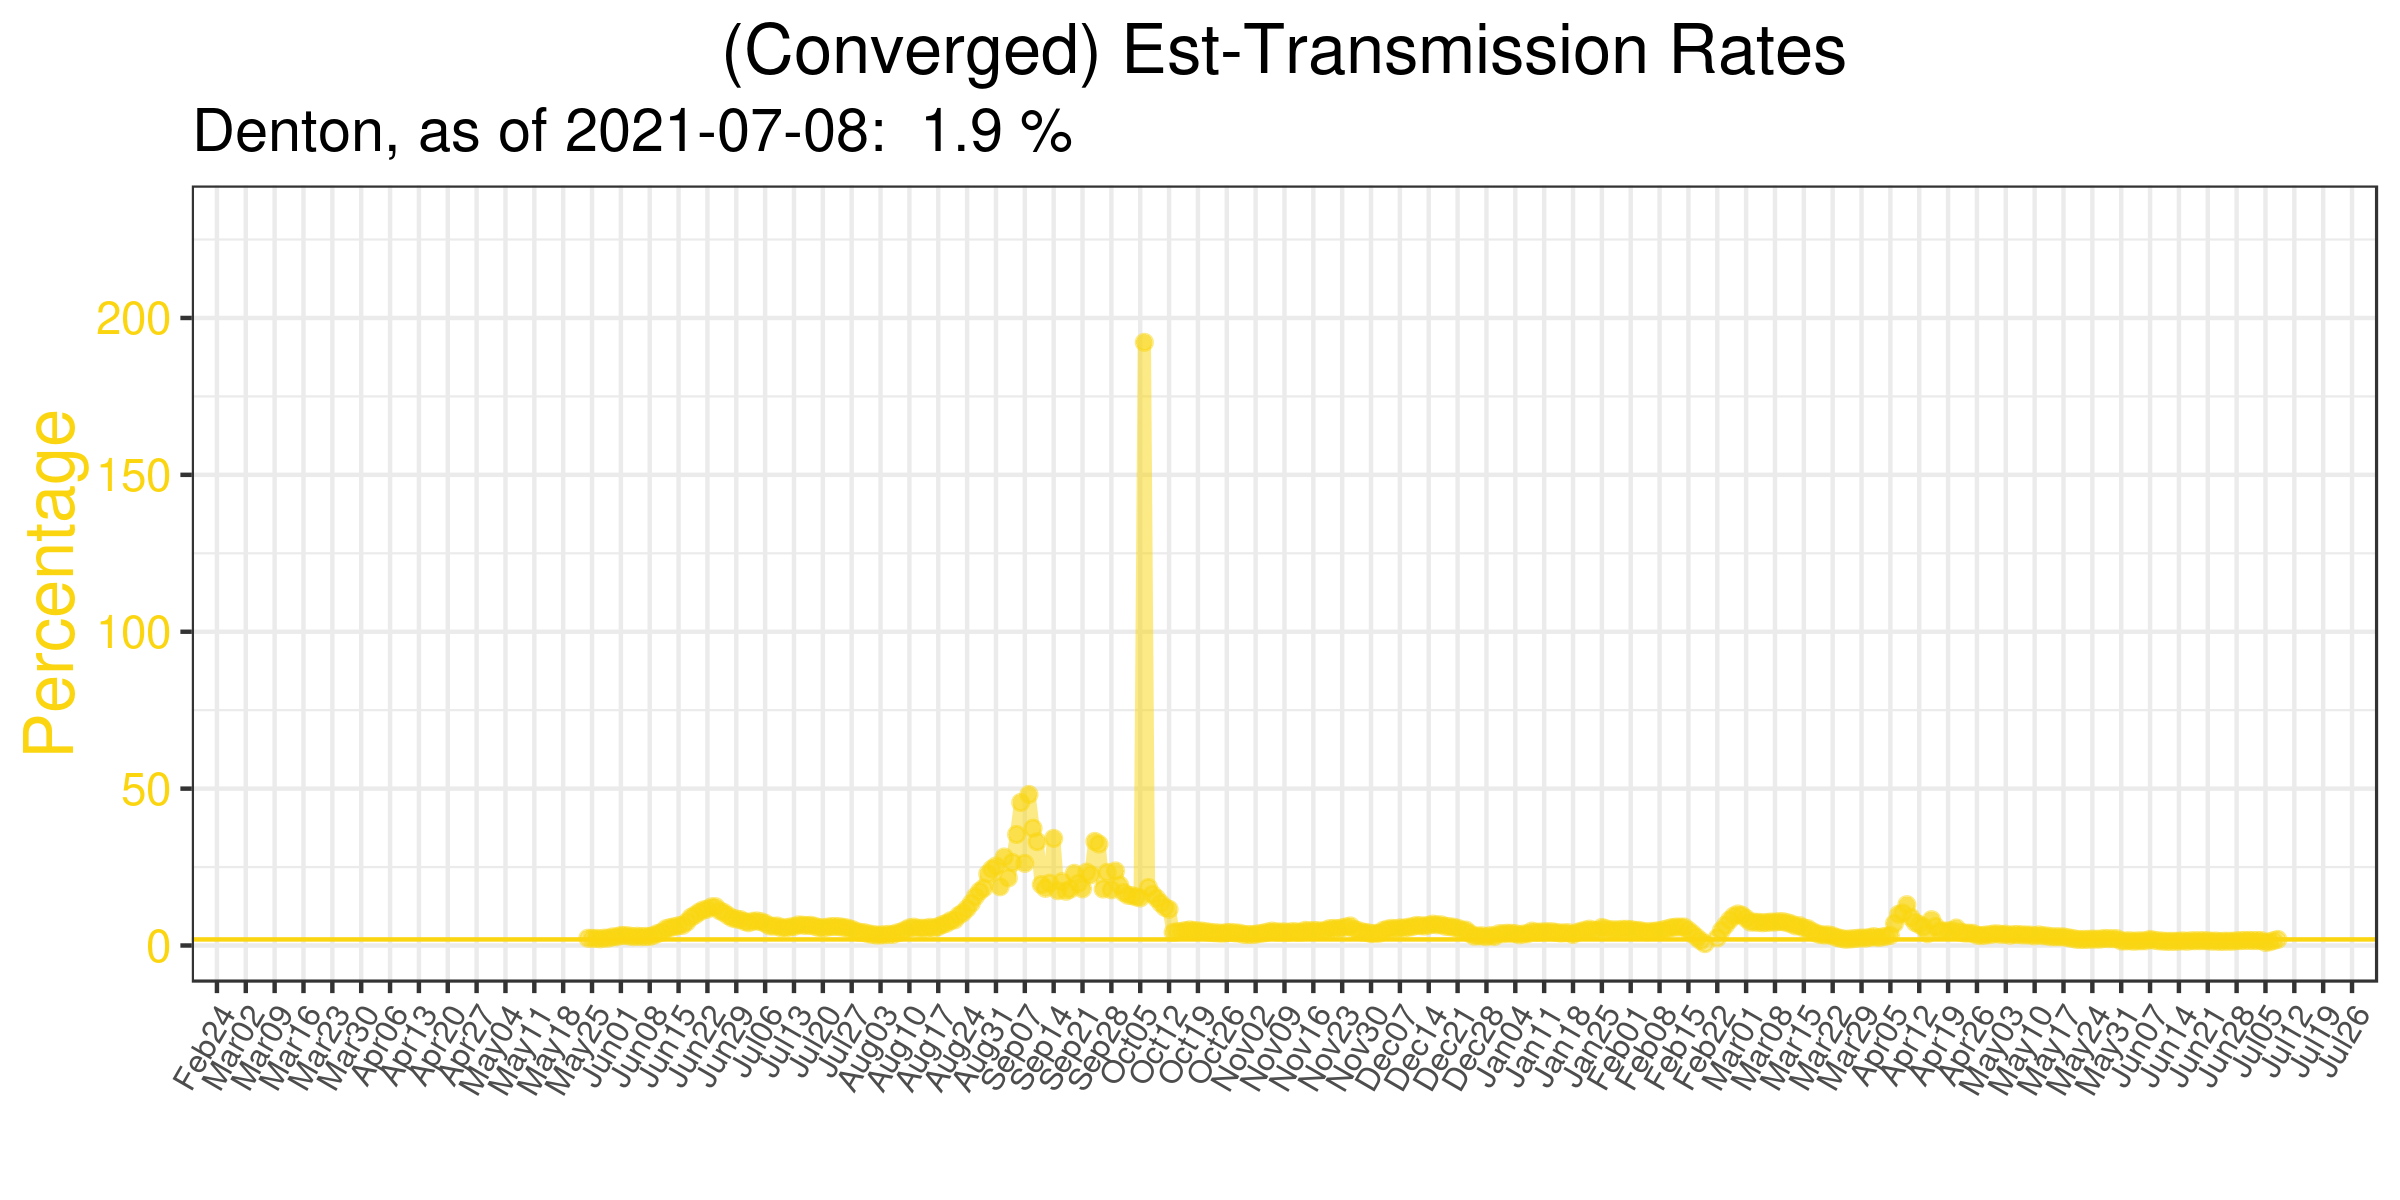 (Converged) Est-Transmission Rates
Denton, as of 2021-07-08:  1.9 %
Percentage
200
150
100
50
0
Feb24
Mar02
Mar09
Mar16
Mar23
Mar30
Apr06
Apr13
Apr20
Apr27
May04
May11
May18
May25
Jun01
Jun08
Jun15
Jun22
Jun29
Jul06
Jul13
Jul20
Jul27
Aug03
Aug10
Aug17
Aug24
Aug31
Sep07
Sep14
Sep21
Sep28
Oct05
Oct12
Oct19
Oct26
Nov02
Nov09
Nov16
Nov23
Nov30
Dec07
Dec14
Dec21
Dec28
Jan04
Jan11
Jan18
Jan25
Feb01
Feb08
Feb15
Feb22
Mar01
Mar08
Mar15
Mar22
Mar29
Apr05
Apr12
Apr19
Apr26
May03
May10
May17
May24
May31
Jun07
Jun14
Jun21
Jun28
Jul05
Jul12
Jul19
Jul26